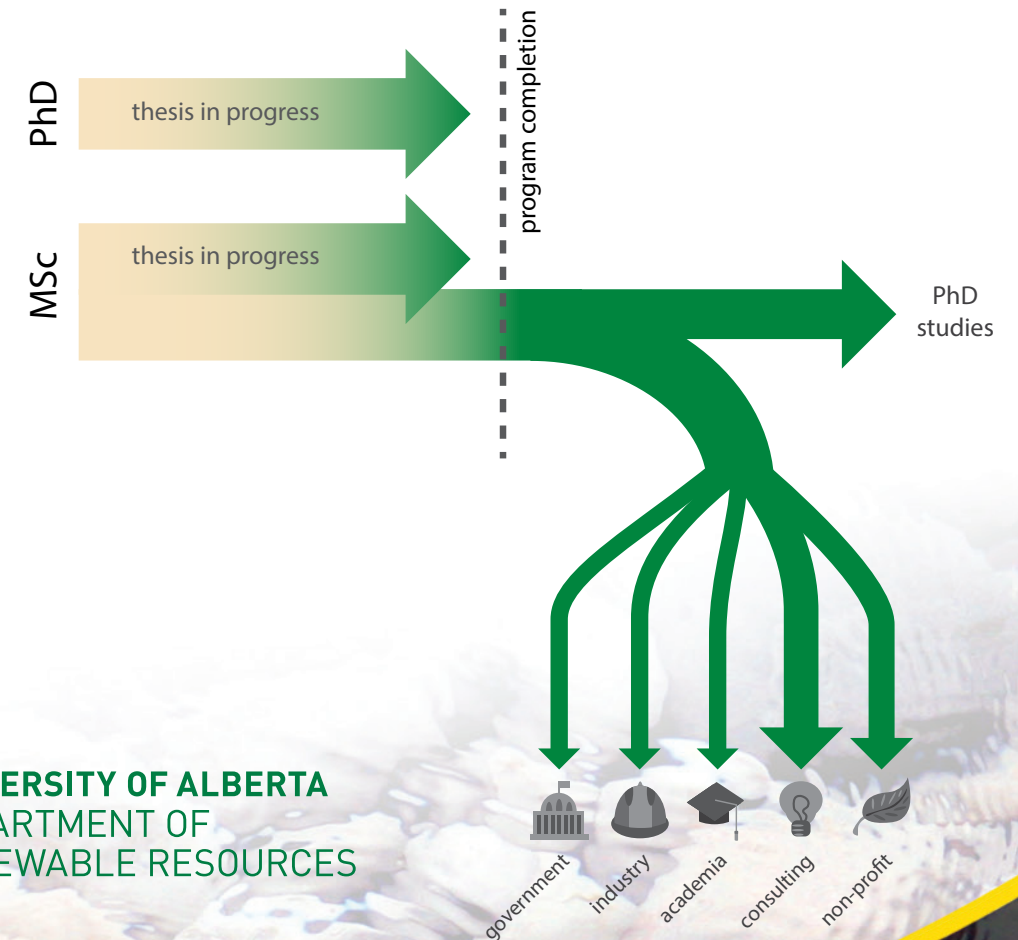 PhD
thesis in progress
program completion
MSc
thesis in progress
PhD
studies
ERSITY OF ALBERTA
ARTMENT OF
EWABLE RESOURCES
government
industry
academia
consulting
non-profit